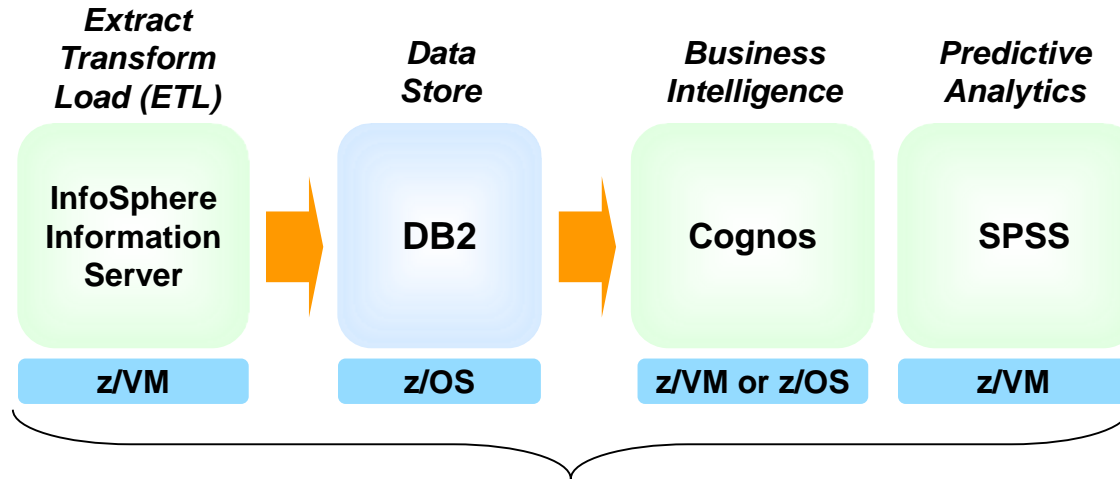 Extract
Transform
Load (ETL)
Data
Store
Business
Intelligence
Predictive
Analytics
InfoSphere
Information
Server
DB2
Cognos
SPSS
z/VM
z/OS
z/VM or z/OS
z/VM